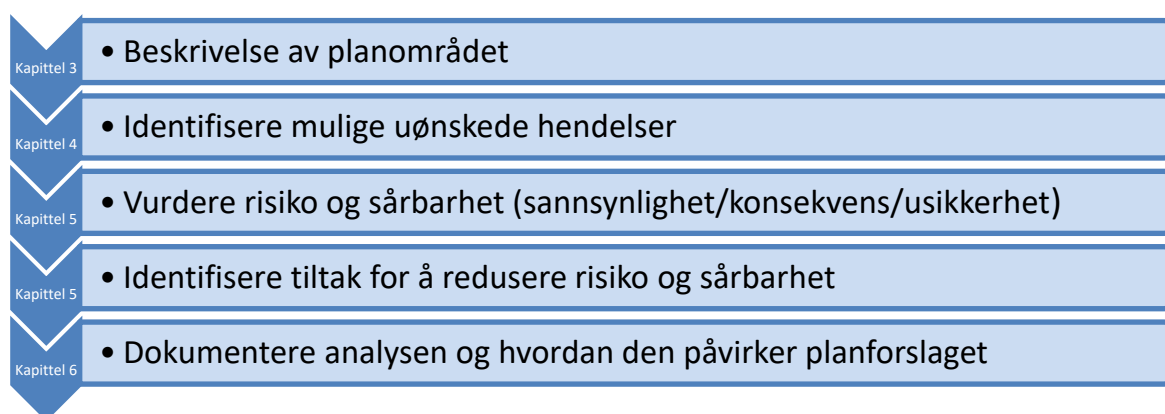 Kapittel 3
• Beskrivelse av planområdet
Kapittel 4
• Identifisere mulige uønskede hendelser
Kapittel 5
• Vurdere risiko og sårbarhet (sannsynlighet/konsekvens/usikkerhet)
Kapittel 5
• Identifisere tiltak for å redusere risiko og sårbarhet
Kapittel 6
• Dokumentere analysen og hvordan den påvirker planforslaget